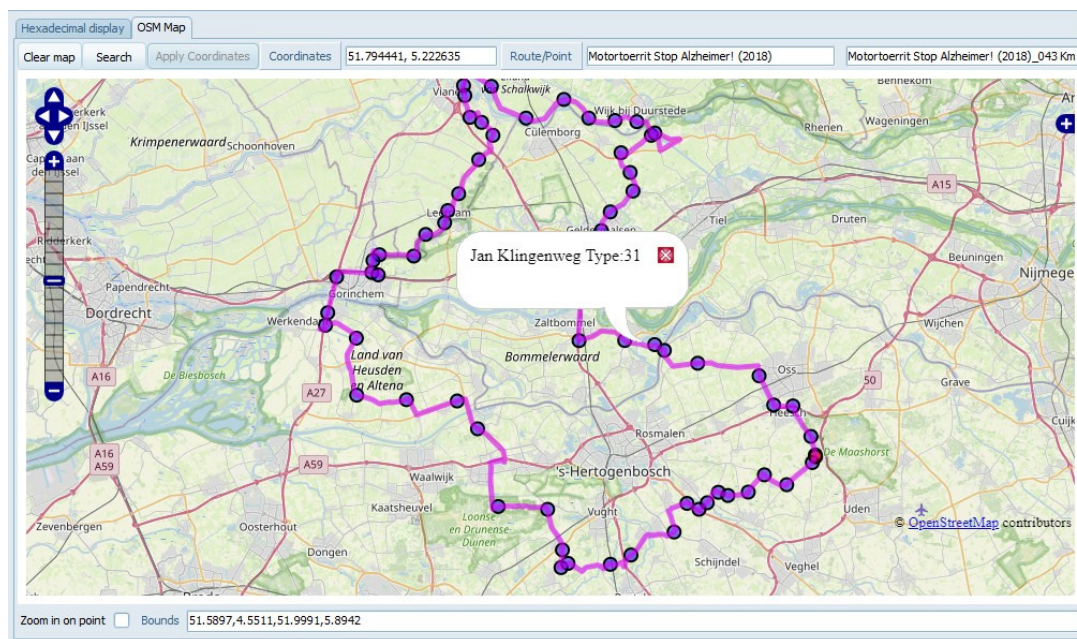 Hexadecimal display
OSM Map
Clear map
Search
Apply Coordinates
Coordinates
51.794441, 5.222635
Route/Point
Motortoerrit Stop Alzheimer! (2018)
Motortoerrit Stop Alzheimer! (2018)_043 Km
Schalkwijk
Wijk bij Duurstede
Culemborg
Krimpenerwaard
Schoonhoven
Rhenen
Wageningen
Bennekom
A15
Tiel
Druten
Beuningen
Jan Klingenweg Type:31
Papendrecht
Dordrecht
Gorinchem
Zaltbommel
Wijchen
Bommelerwaard
De Biesbosch
Land van
Heusden
en Altena
A16
A27
Oss
50
Grave
Heesch
Rosmalen
A16
A59
A59
Waalwijk
's-Hertogenbosch
De Maashorst
Kaatsheuvel
Loonse
en Drunense
Duinen
Vught
Uden
Zevenbergen
Oosterhout
© OpenStreetMap contributors
Dongen
Schijndel
Veghel
Zoom in on point
Bounds
51.5897,4.5511,51.9991,5.8942